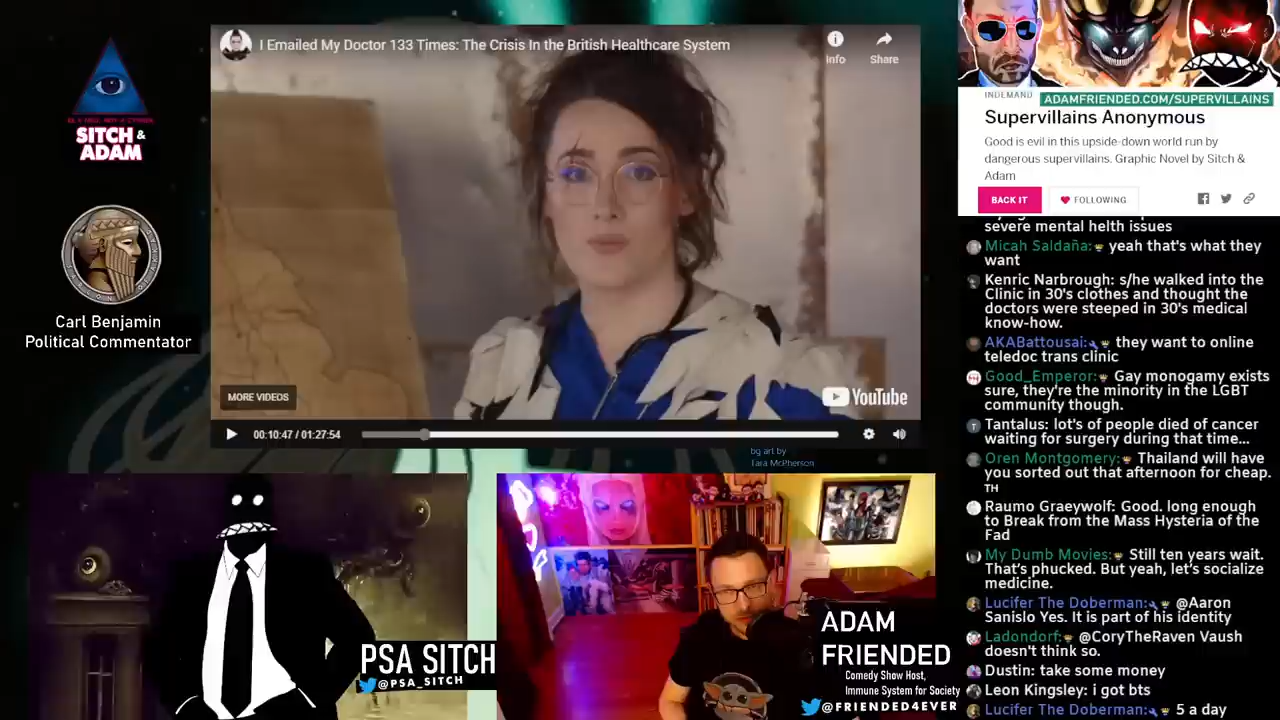 I Emailed My Doctor 133 Times: The Crisis In the British Healthcare System
Info
Share
MORE VIDEOS
YouTube
00:10:47 / 01:27:54
bg art by
Tara McPherson
SITCH &
ADAM
Carl Benjamin
Political Commentator
PSA SITCH
@PSA_SITCH
ADAM
FRIENDED
Comedy Show Host,
Immune System for Society
@FRIENDED4EVER
INDEMAND
ADAMFRIENDED.COM/SUPERVILLAINS
Supervillains Anonymous
Good is evil in this upside-down world run by
dangerous supervillains. Graphic Novel by Sitch &
Adam
BACK IT
FOLLOWING
severe mental helth issues
Micah Saldaña: yeah that's what they
want
Kenric Narbrough: s/he walked into the
Clinic in 30's clothes and thought the
doctors were steeped in 30's medical
know-how.
AKABattousai: they want to online
teledoc trans clinic
Good_Emperor: Gay monogamy exists
sure, they're the minority in the LGBT
community though.
Tantalus: lot's of people died of cancer
waiting for surgery during that time...
Oren Montgomery: Thailand will have
you sorted out that afternoon for cheap.
TH
Raumo Graeywolf: Good. long enough
to Break from the Mass Hysteria of the
Fad
My Dumb Movies: Still ten years wait.
That's phucked. But yeah, let's socialize
medicine.
Lucifer The Doberman: @Aaron
Sanislo Yes. It is part of his identity
Ladondorf: @CoryTheRaven Vaush
doesn't think so.
Dustin: take some money
Leon Kingsley: i got bts
Lucifer The Doberman: 5 a day